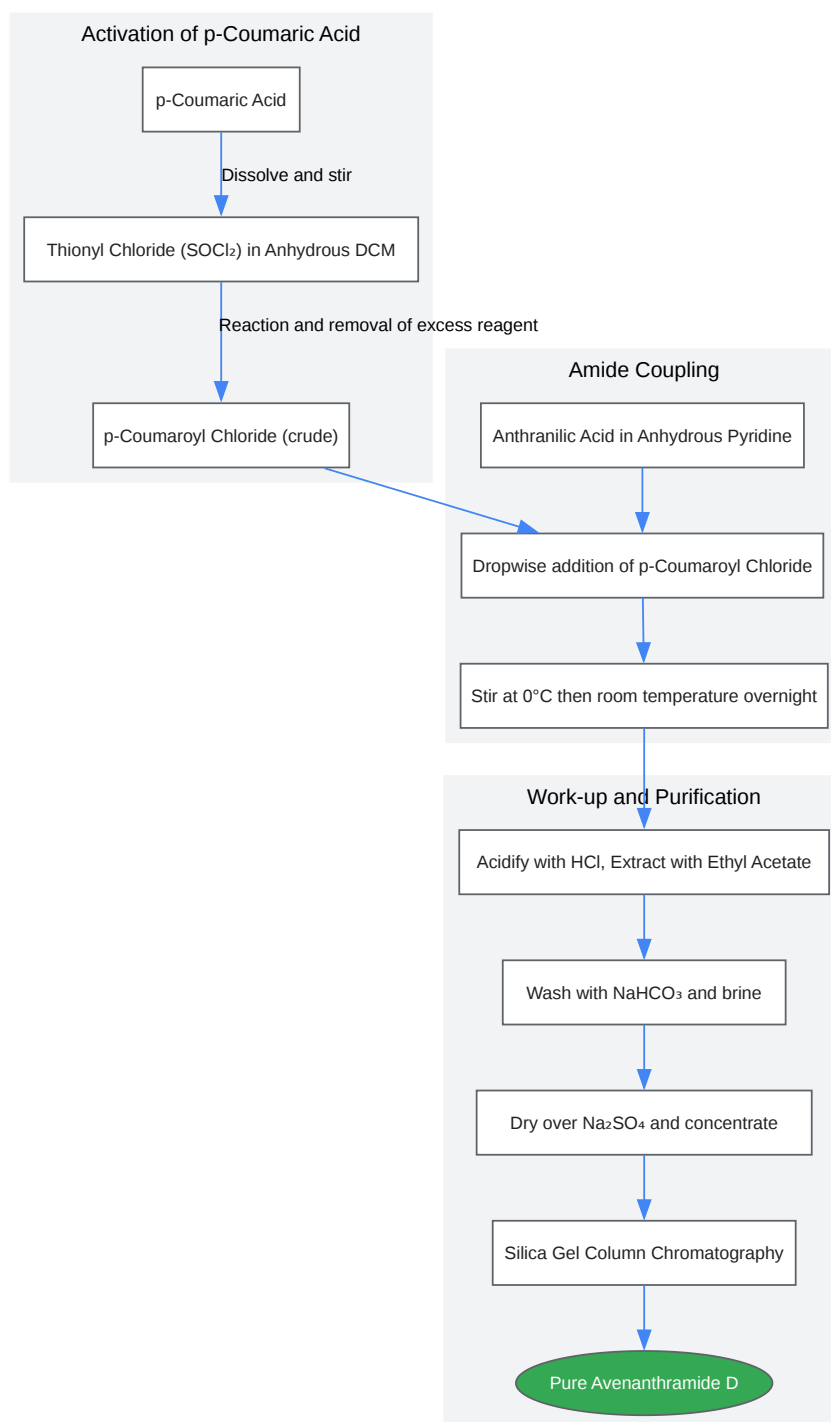 Activation of p-Coumaric Acid
p-Coumaric Acid
Dissolve and stir
Thionyl Chloride (SOCl₂) in Anhydrous DCM
Reaction and removal of excess reagent
p-Coumaroyl Chloride (crude)
Amide Coupling
Anthranilic Acid in Anhydrous Pyridine
Dropwise addition of p-Coumaroyl Chloride
Stir at 0°C then room temperature overnight
Work-up and Purification
Acidify with HCl, Extract with Ethyl Acetate
Wash with NaHCO₃ and brine
Dry over Na₂SO₄ and concentrate
Silica Gel Column Chromatography
Pure Avenanthramide D